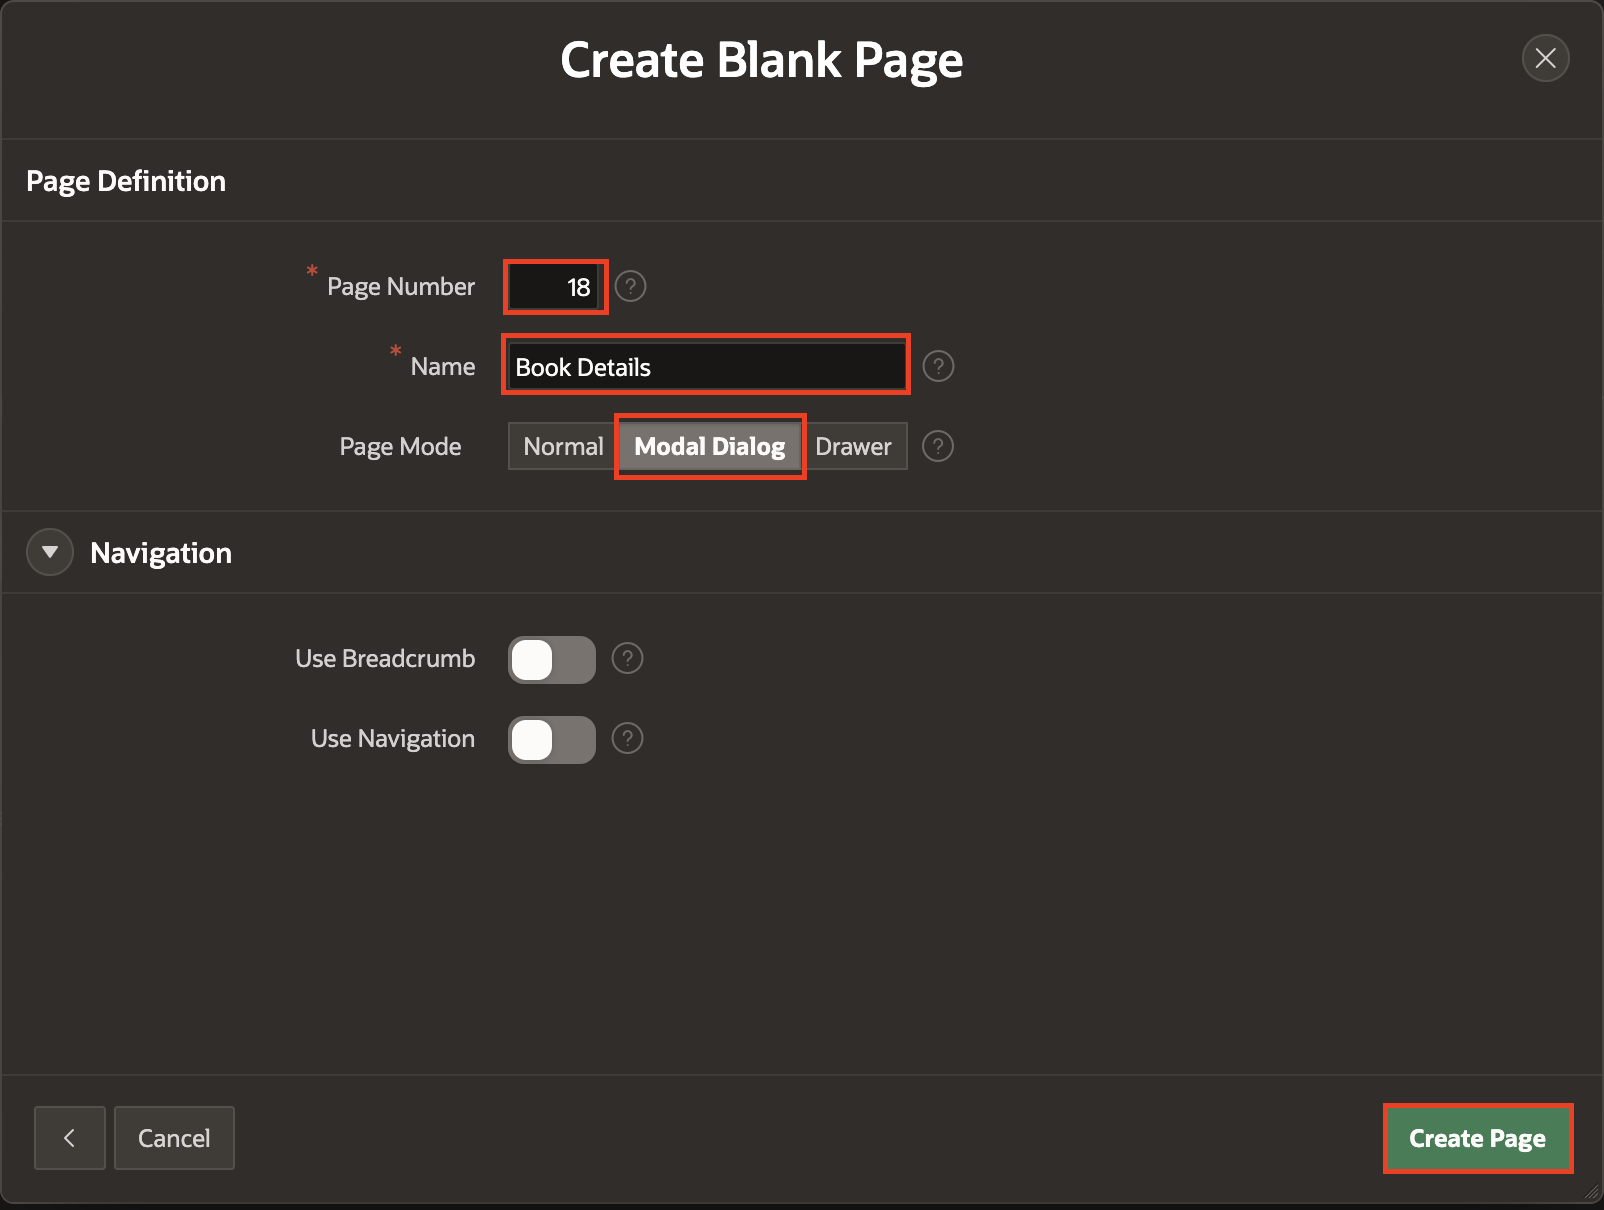 Create Blank Page
Page Definition
* Page Number 18 ?
* Name Book Details ?
Page Mode Normal Modal Dialog Drawer ?
Navigation
Use Breadcrumb ?
Use Navigation ?
Cancel Create Page